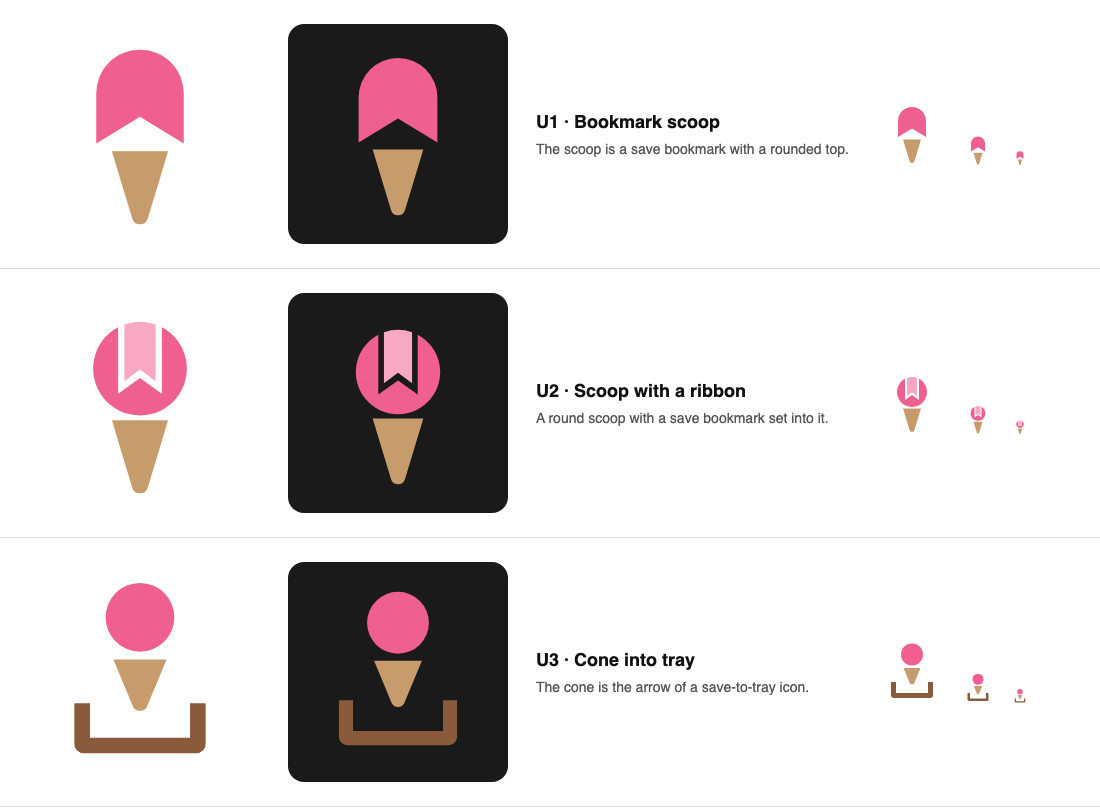 U1 · Bookmark scoop
The scoop is a save bookmark with a rounded top.
U2 · Scoop with a ribbon
A round scoop with a save bookmark set into it.
U3 · Cone into tray
The cone is the arrow of a save-to-tray icon.